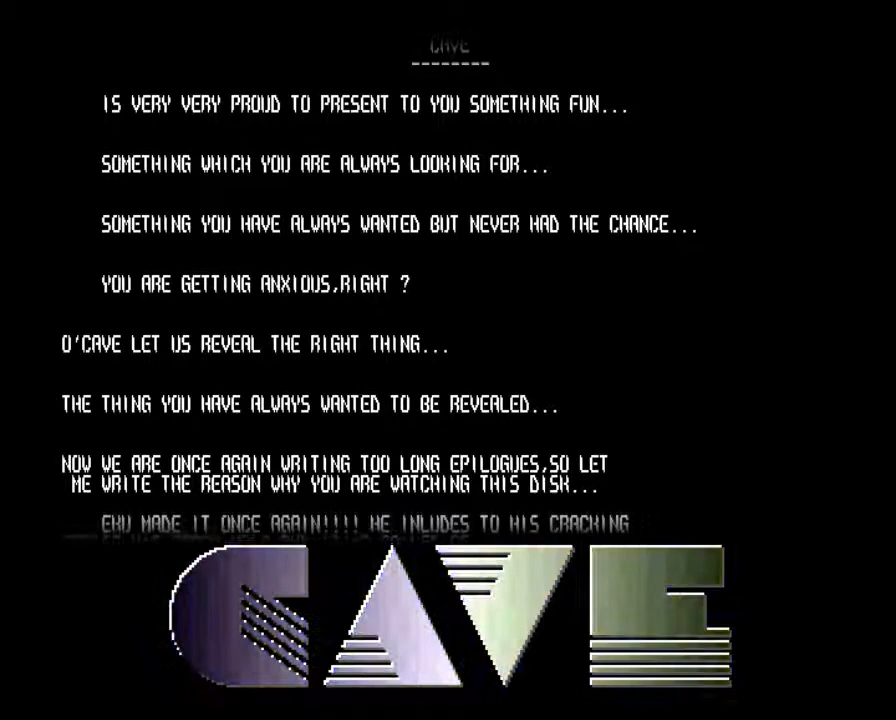 CAVE
--------
IS VERY VERY PROUD TO PRESENT TO YOU SOMETHING FUN...
SOMETHING WHICH YOU ARE ALWAYS LOOKING FOR...
SOMETHING YOU HAVE ALWAYS WANTED BUT NEVER HAD THE CHANCE...
YOU ARE GETTING ANXIOUS,RIGHT ?
O'CAVE LET US REVEAL THE RIGHT THING...
THE THING YOU HAVE ALWAYS WANTED TO BE REVEALED...
NOW WE ARE ONCE AGAIN WRITING TOO LONG EPILOGUES,SO LET
ME WRITE THE REASON WHY YOU ARE WATCHING THIS DISK...
EKU MADE IT ONCE AGAIN!!!! HE INLUDES TO HIS CRACKING
CAVE